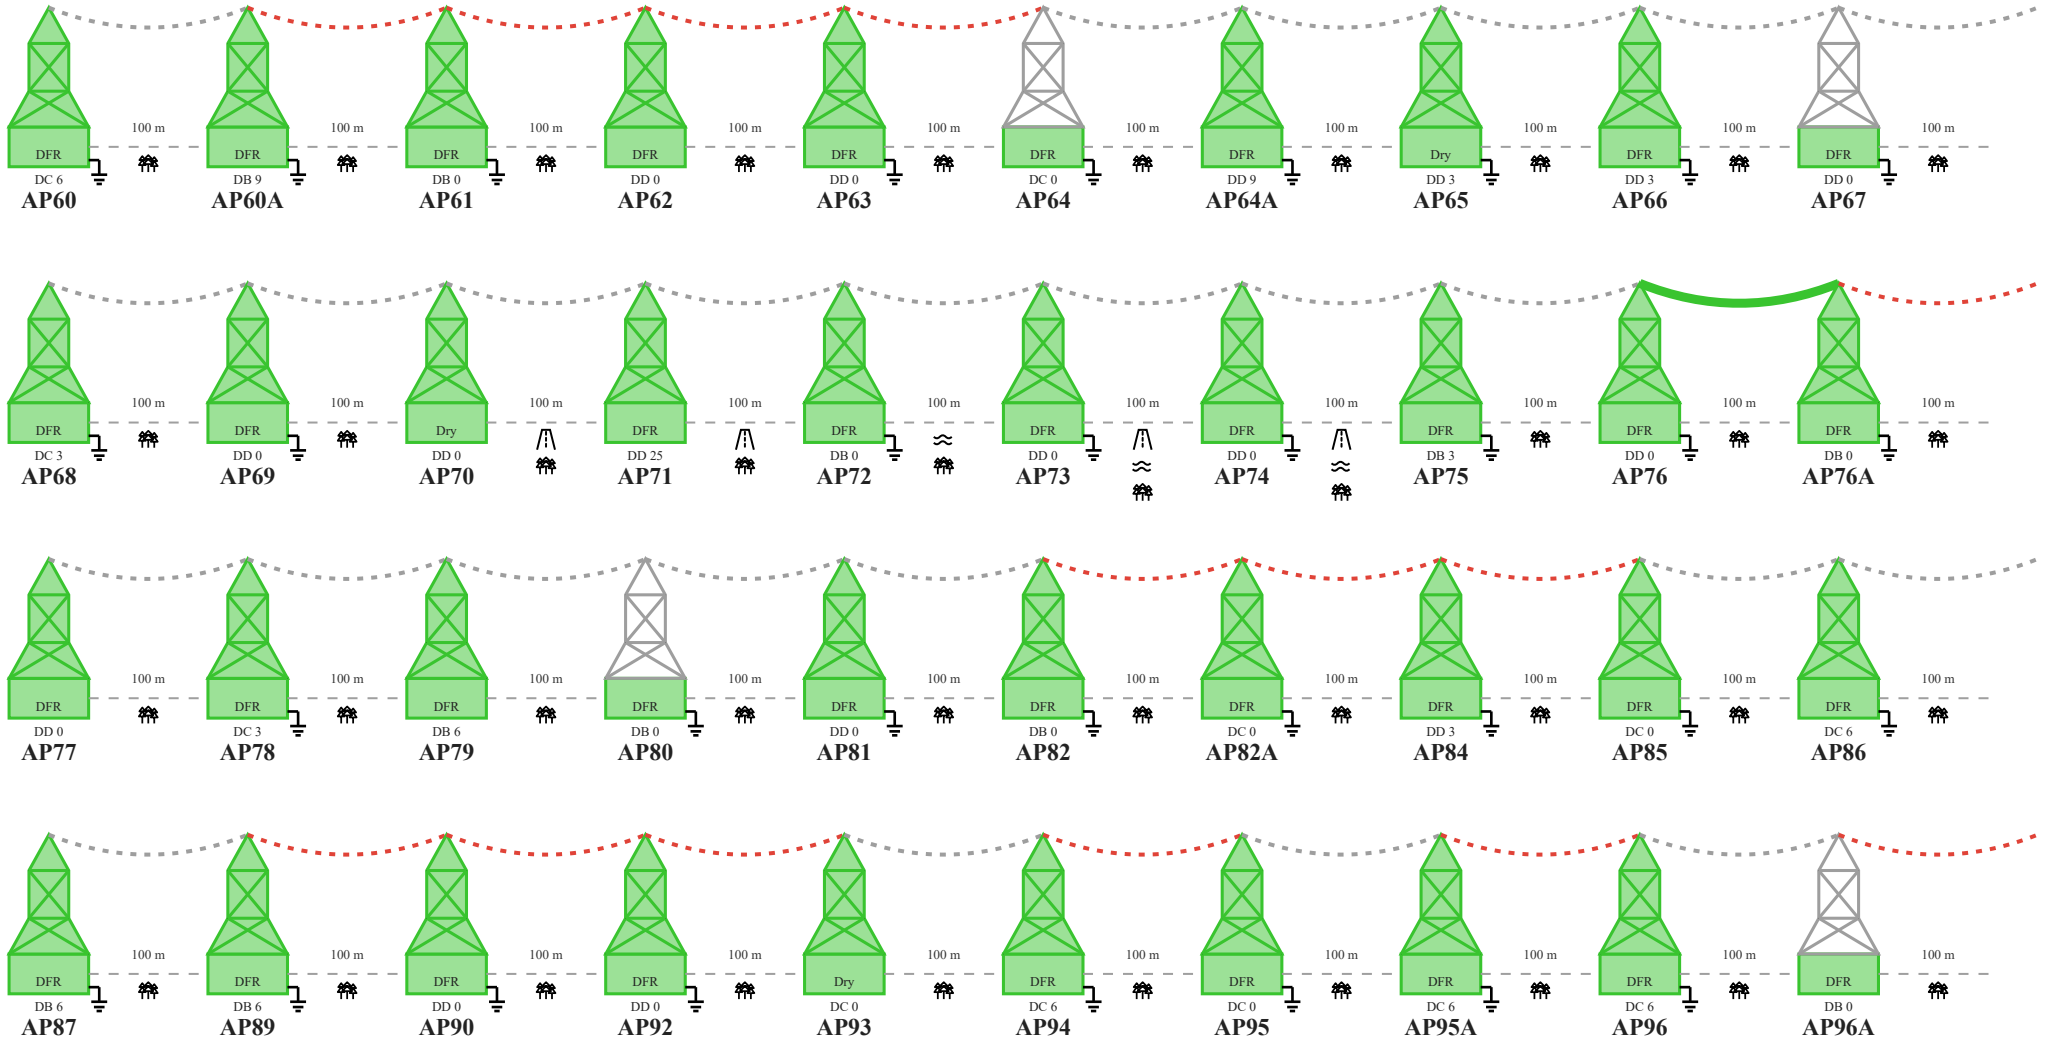 100 m 100 m 100 m 100 m 100 m 100 m 100 m 100 m 100 m 100 m
DFR DFR DFR DFR DFR DFR DFR Dry DFR DFR
DC 6 DB 9 DB 0 DD 0 DD 0 DC 0 DD 9 DD 3 DD 3 DD 0
AP60 AP60A AP61 AP62 AP63 AP64 AP64A AP65 AP66 AP67
100 m 100 m 100 m 100 m 100 m 100 m 100 m 100 m 100 m 100 m
DFR DFR Dry DFR DFR DFR DFR DFR DFR DFR
DC 3 DD 0 DD 0 DD 25 DB 0 DD 0 DD 0 DB 3 DD 0 DB 0
AP68 AP69 AP70 AP71 AP72 AP73 AP74 AP75 AP76 AP76A
100 m 100 m 100 m 100 m 100 m 100 m 100 m 100 m 100 m 100 m
DFR DFR DFR DFR DFR DFR DFR DFR DFR DFR
DD 0 DC 3 DB 6 DB 0 DD 0 DB 0 DC 0 DD 3 DC 0 DC 6
AP77 AP78 AP79 AP80 AP81 AP82 AP82A AP84 AP85 AP86
100 m 100 m 100 m 100 m 100 m 100 m 100 m 100 m 100 m 100 m
DFR DFR DFR DFR Dry DFR DFR DFR DFR DFR
DB 6 DB 6 DD 0 DD 0 DC 0 DC 6 DC 0 DC 6 DC 6 DB 0
AP87 AP89 AP90 AP92 AP93 AP94 AP95 AP95A AP96 AP96A